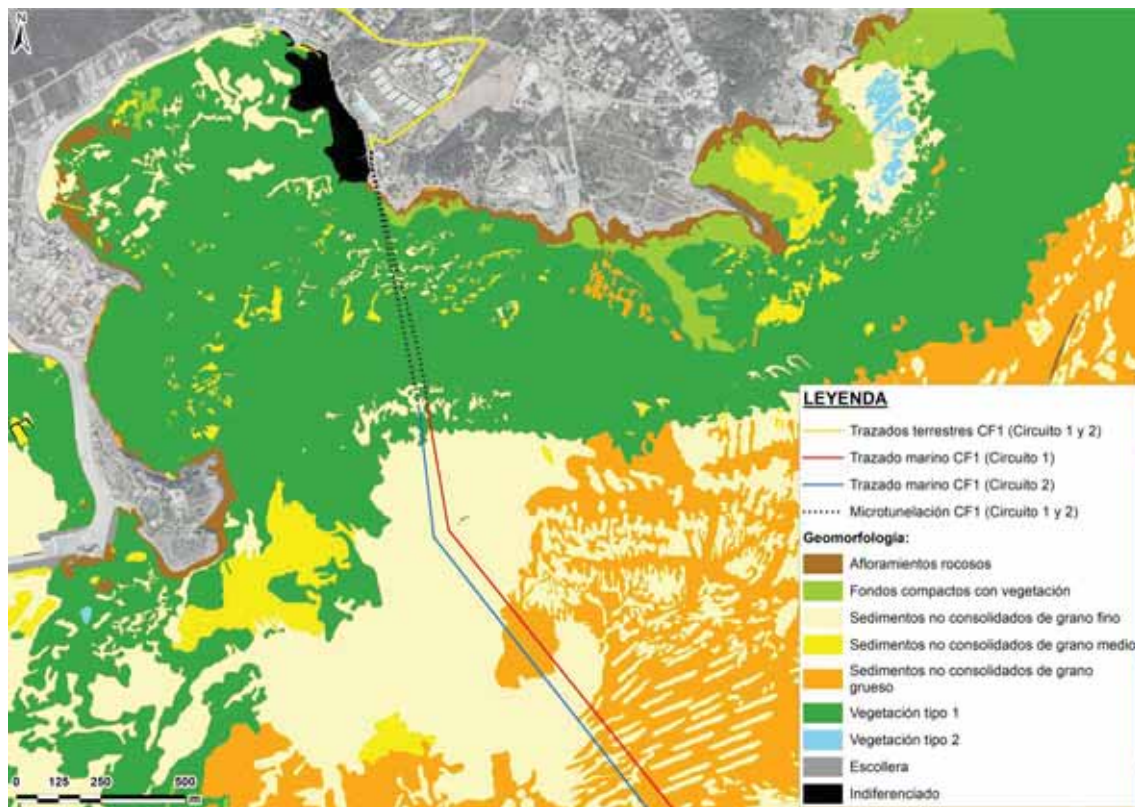 N
LEYENDA
Trazados terrestres CF1 (Circuito 1 y 2)
Trazado marino CF1 (Circuito 1)
Trazado marino CF1 (Circuito 2)
Microtunelación CF1 (Circuito 1 y 2)
Geomorfología:
Afloramientos rocosos
Fondos compactos con vegetación
Sedimentos no consolidados de grano fino
Sedimentos no consolidados de grano medio
Sedimentos no consolidados de grano
grueso
Vegetación tipo 1
Vegetación tipo 2
Escollera
Indiferenciado
0 125 250 500
m